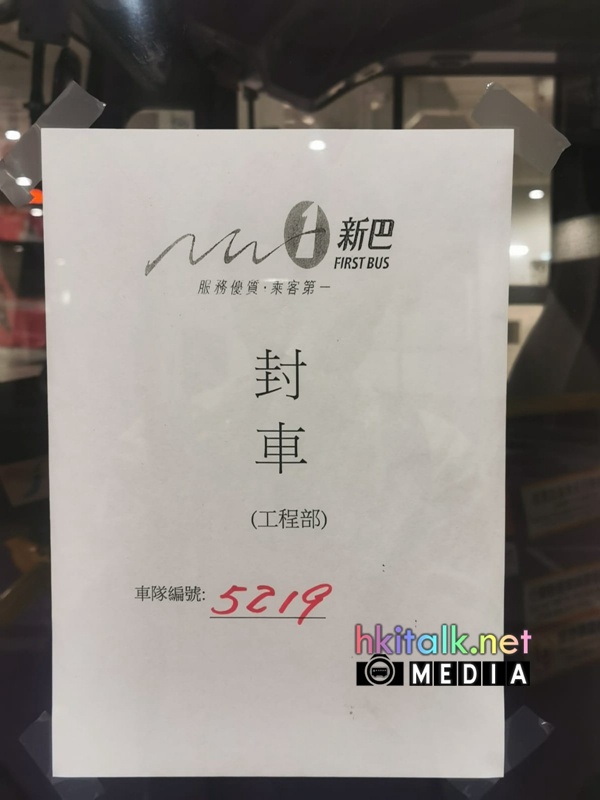 1 新巴
FIRST BUS
服務優質·乘客第一
封
車
(工程部)
車隊編號: 5219
hkitalk.net
MEDIA